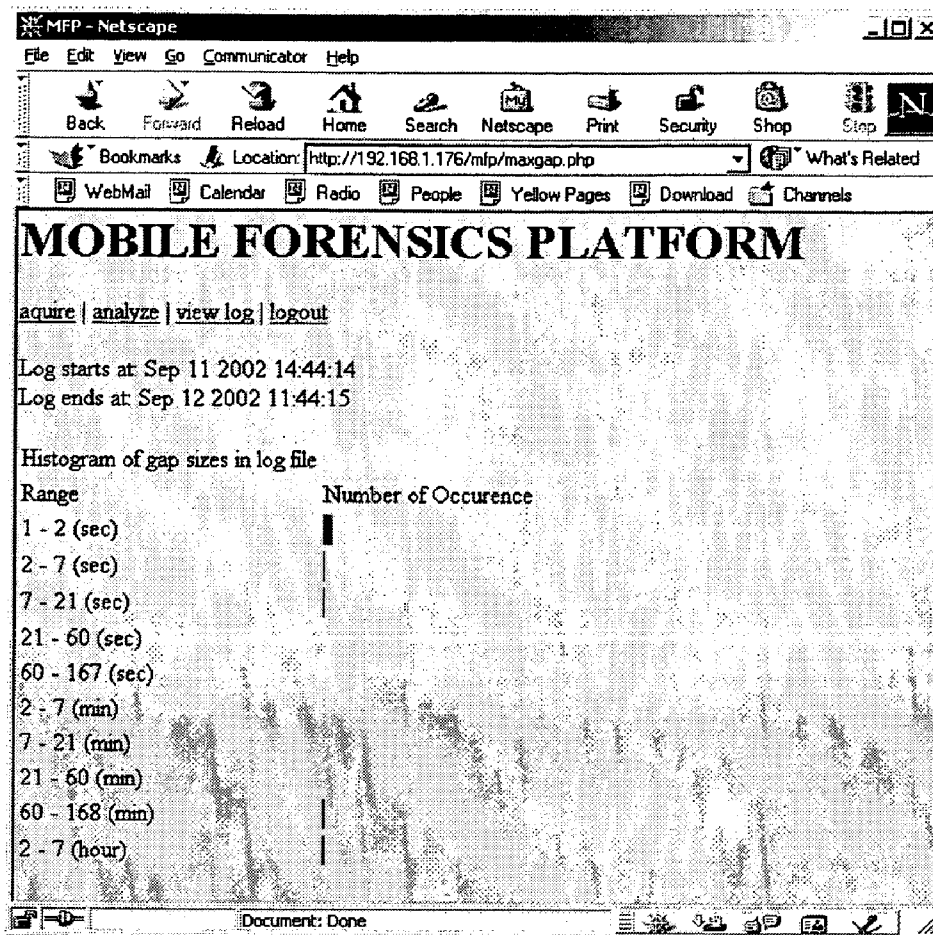 MFP - Netscape
File Edit View Go Communicator Help
Back Forward Reload Home Search Netscape Print Security Shop Stop N
My
Bookmarks Location: http://192.168.1.176/mfp/maxgap.php What's Related
WebMail Calendar Radio People Yellow Pages Download Channels
MOBILE FORENSICS PLATFORM
aquire | analyze | view log | logout
Log starts at: Sep 11 2002 14:44:14
Log ends at: Sep 12 2002 11:44:15
Histogram of gap sizes in log file
Range Number of Occurence
1 - 2 (sec)
2 - 7 (sec)
7 - 21 (sec)
21 - 60 (sec)
60 - 167 (sec)
2 - 7 (min)
7 - 21 (min)
21 - 60 (min)
60 - 168 (min)
2 - 7 (hour)
Document: Done